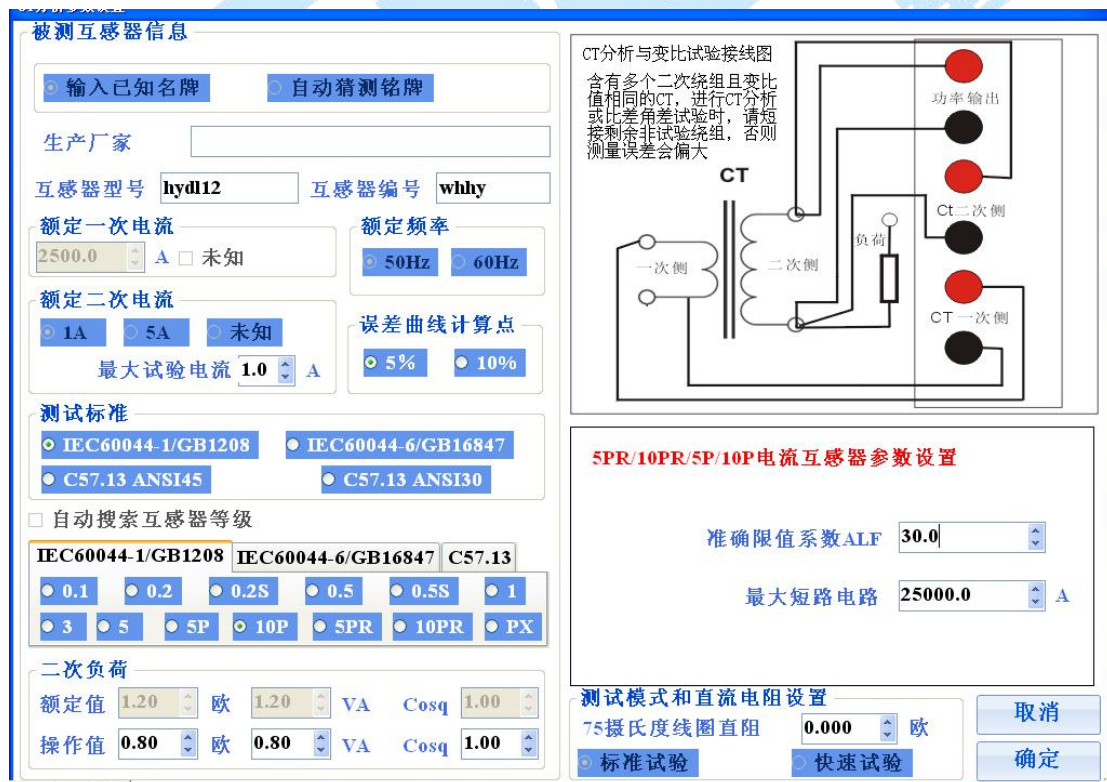 CT分析参数设置
被测互感器信息
输入已知名牌 自动猜测铭牌
生产厂家
互感器型号 hydl12 互感器编号 whhy
额定一次电流
2500.0 A 未知
额定频率
50Hz 60Hz
额定二次电流
1A 5A 未知
最大试验电流 1.0 A
误差曲线计算点
5% 10%
测试标准
IEC60044-1/GB1208 IEC60044-6/GB16847
C57.13 ANSI45 C57.13 ANSI30
自动搜索互感器等级
IEC60044-1/GB1208 IEC60044-6/GB16847 C57.13
0.1 0.2 0.2S 0.5 0.5S 1
3 5 5P 10P 5PR 10PR PX
二次负荷
额定值 1.20 欧 1.20 VA Cosq 1.00
操作值 0.80 欧 0.80 VA Cosq 1.00
CT分析与变比试验接线图
含有多个二次绕组且变比
值相同的CT，进行CT分析
或比差角差试验时，请短
接剩余非试验绕组，否则
测量误差会偏大
CT
一次侧
二次侧
负荷
功率输出
Ct二次侧
CT一次侧
5PR/10PR/5P/10P电流互感器参数设置
准确限值系数ALF 30.0
最大短路电路 25000.0 A
测试模式和直流电阻设置
75摄氏度线圈直阻 0.000 欧
标准试验 快速试验
取消
确定